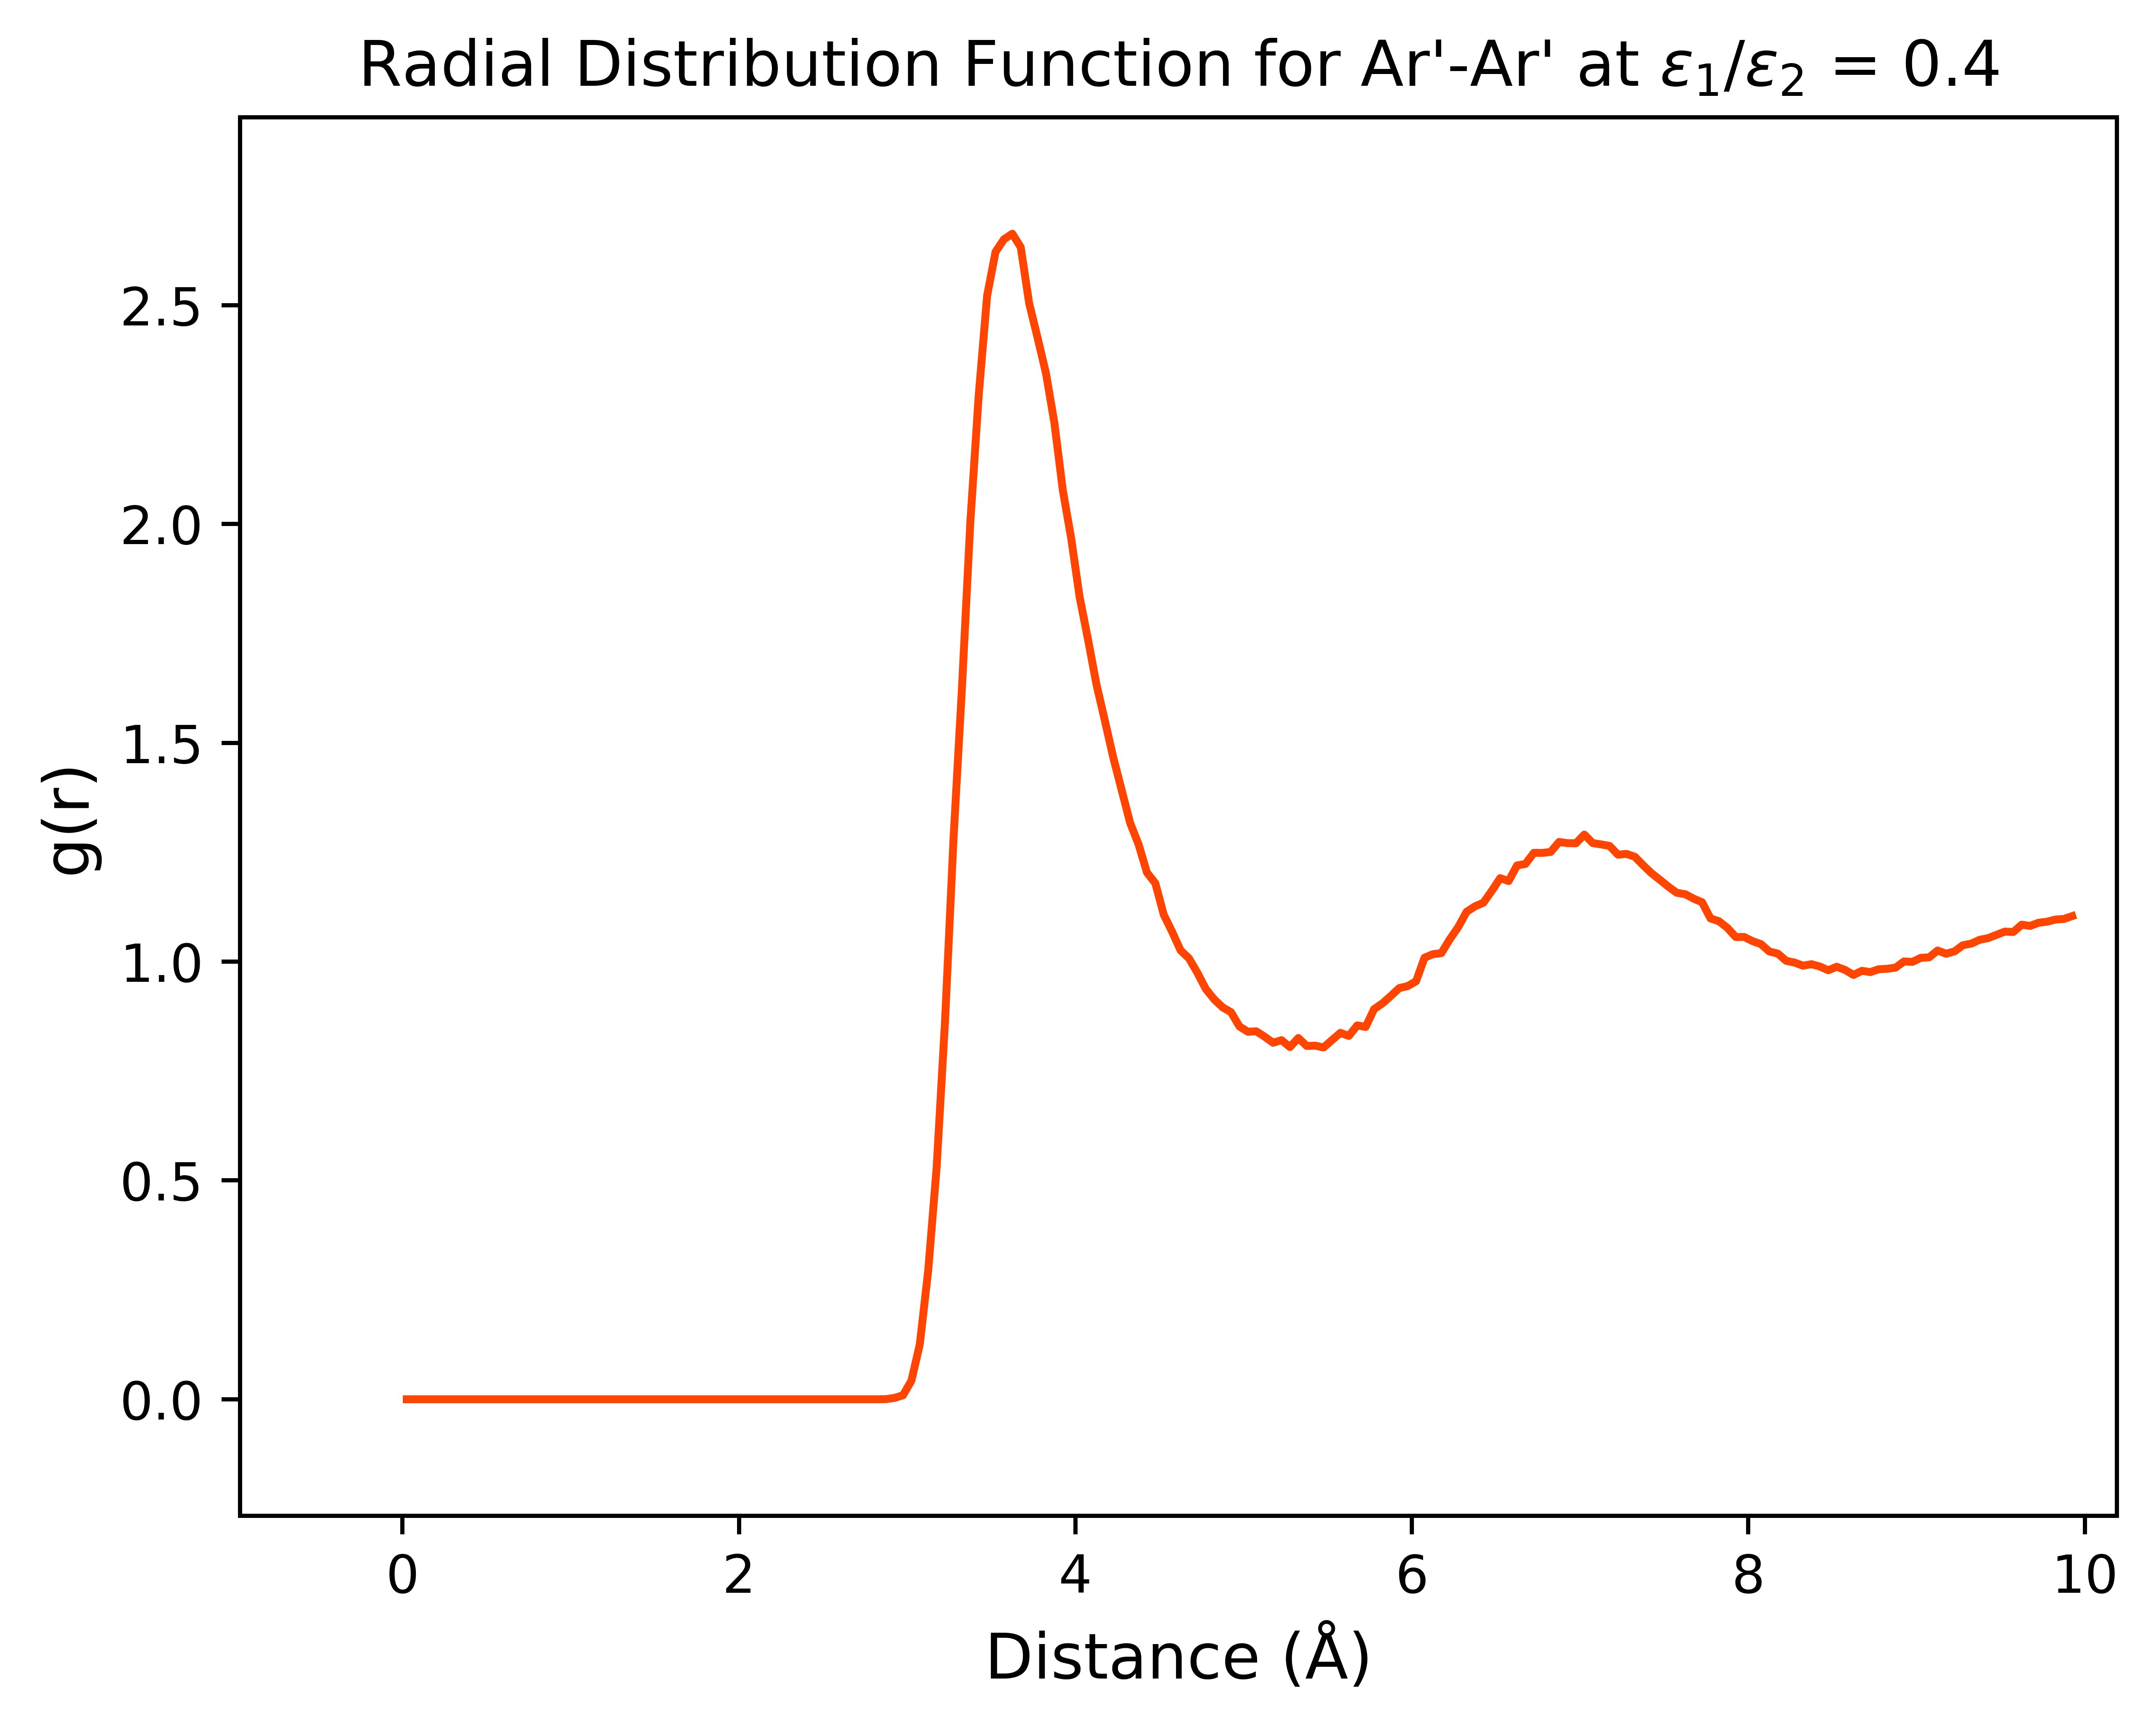 Radial Distribution Function for Ar'-Ar' at ε₁/ε₂ = 0.4
2.5
2.0
1.5
1.0
0.5
0.0
g(r)
0 2 4 6 8 10
Distance (Å)